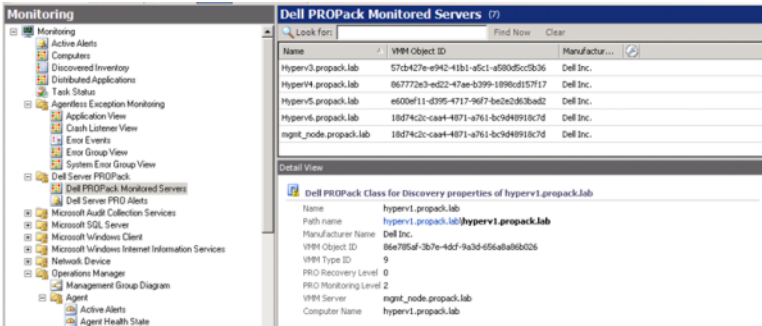 Monitoring
Monitoring
Active Alerts
Computers
Discovered Inventory
Distributed Applications
Task Status
Agentless Exception Monitoring
Application View
Crash Listener View
Error Events
Error Group View
System Error Group View
Dell Server PROPack
Dell PROPack Monitored Servers
Dell Server PRO Alerts
Microsoft Audit Collection Services
Microsoft SQL Server
Microsoft Windows Client
Microsoft Windows Internet Information Services
Network Device
Operations Manager
Management Group Diagram
Agent
Active Alerts
Agent Health State
Dell PROPack Monitored Servers (7)
Look for: Find Now Clear
Name VMM Object ID Manufactur...
Hyperv3.propack.lab 57cb427e-e942-41b1-a5c1-a580d5cc5b36 Dell Inc.
HyperV4.propack.lab 867772e3-ed22-47ae-b399-1898cd157f17 Dell Inc.
Hyperv5.propack.lab e600ef11-d395-4717-96f7-be2e2d63bad2 Dell Inc.
Hyperv6.propack.lab 18d74c2c-caa4-4871-a761-bc9d48918c7d Dell Inc.
mgmt_node.propack.lab 18d74c2c-caa4-4871-a761-bc9d48918c7d Dell Inc.
Detail View
Dell PROPack Class for Discovery properties of hyperv1.propack.lab
Name hyperv1.propack.lab
Path name hyperv1.propack.lab\hyperv1.propack.lab
Manufacturer Name Dell Inc.
VMM Object ID 86e785af-3b7e-4dcf-9a3d-656a8a86b026
VMM Type ID 9
PRO Recovery Level 0
PRO Monitoring Level 2
VMM Server mgmt_node.propack.lab
Computer Name hyperv1.propack.lab